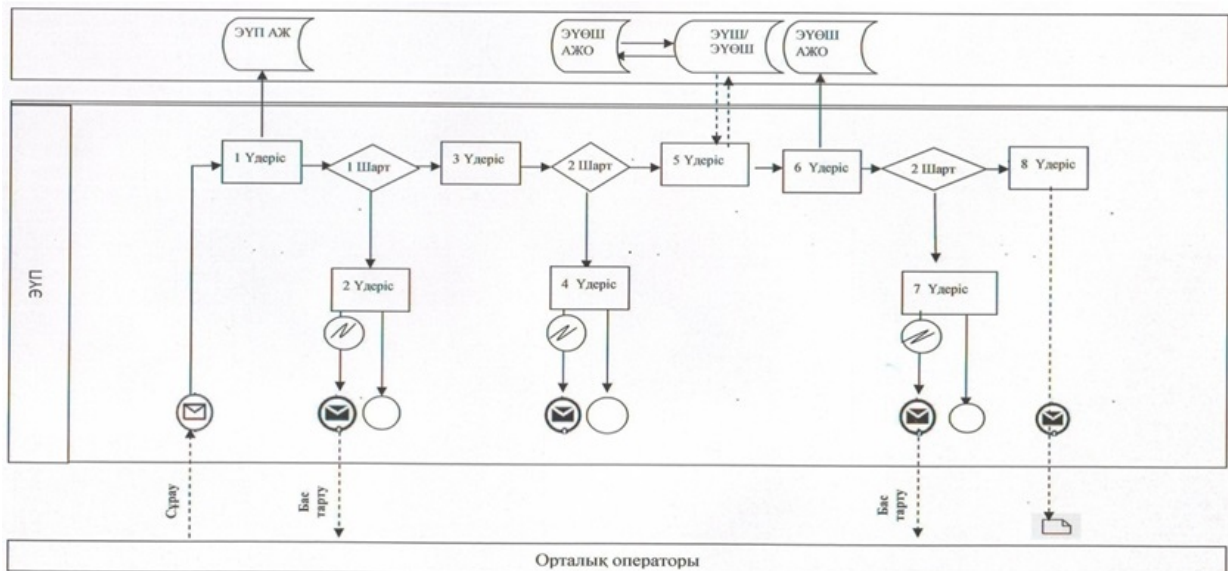 ЭҮП АЖ
ЭҮӨШ
АЖО
ЭҮШ/
ЭҮӨШ
ЭҮӨШ
АЖО
1 Үдеріс
1 Шарт
3 Үдеріс
2 Шарт
5 Үдеріс
6 Үдеріс
2 Шарт
8 Үдеріс
ЭҮП
2 Үдеріс
4 Үдеріс
7 Үдеріс
Сұрау
Бас
тарту
Бас
тарту
Орталық операторы